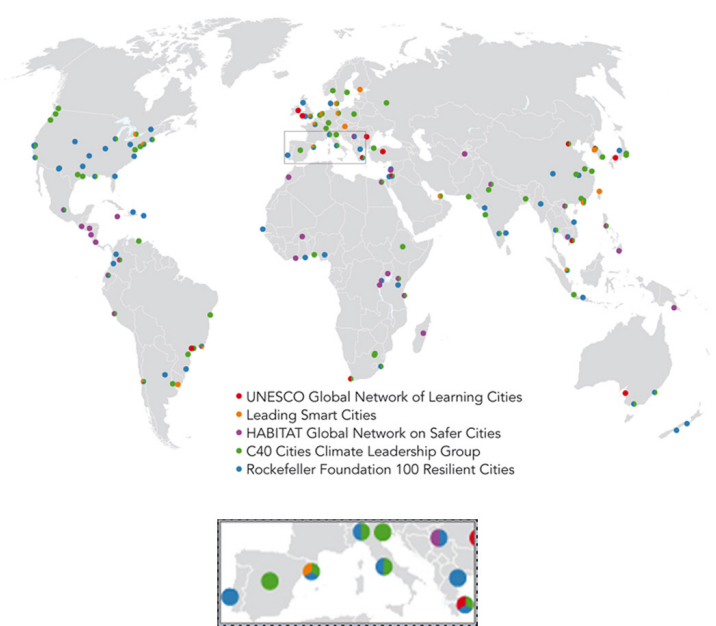 UNESCO Global Network of Learning Cities
Leading Smart Cities
HABITAT Global Network on Safer Cities
C40 Cities Climate Leadership Group
Rockefeller Foundation 100 Resilient Cities